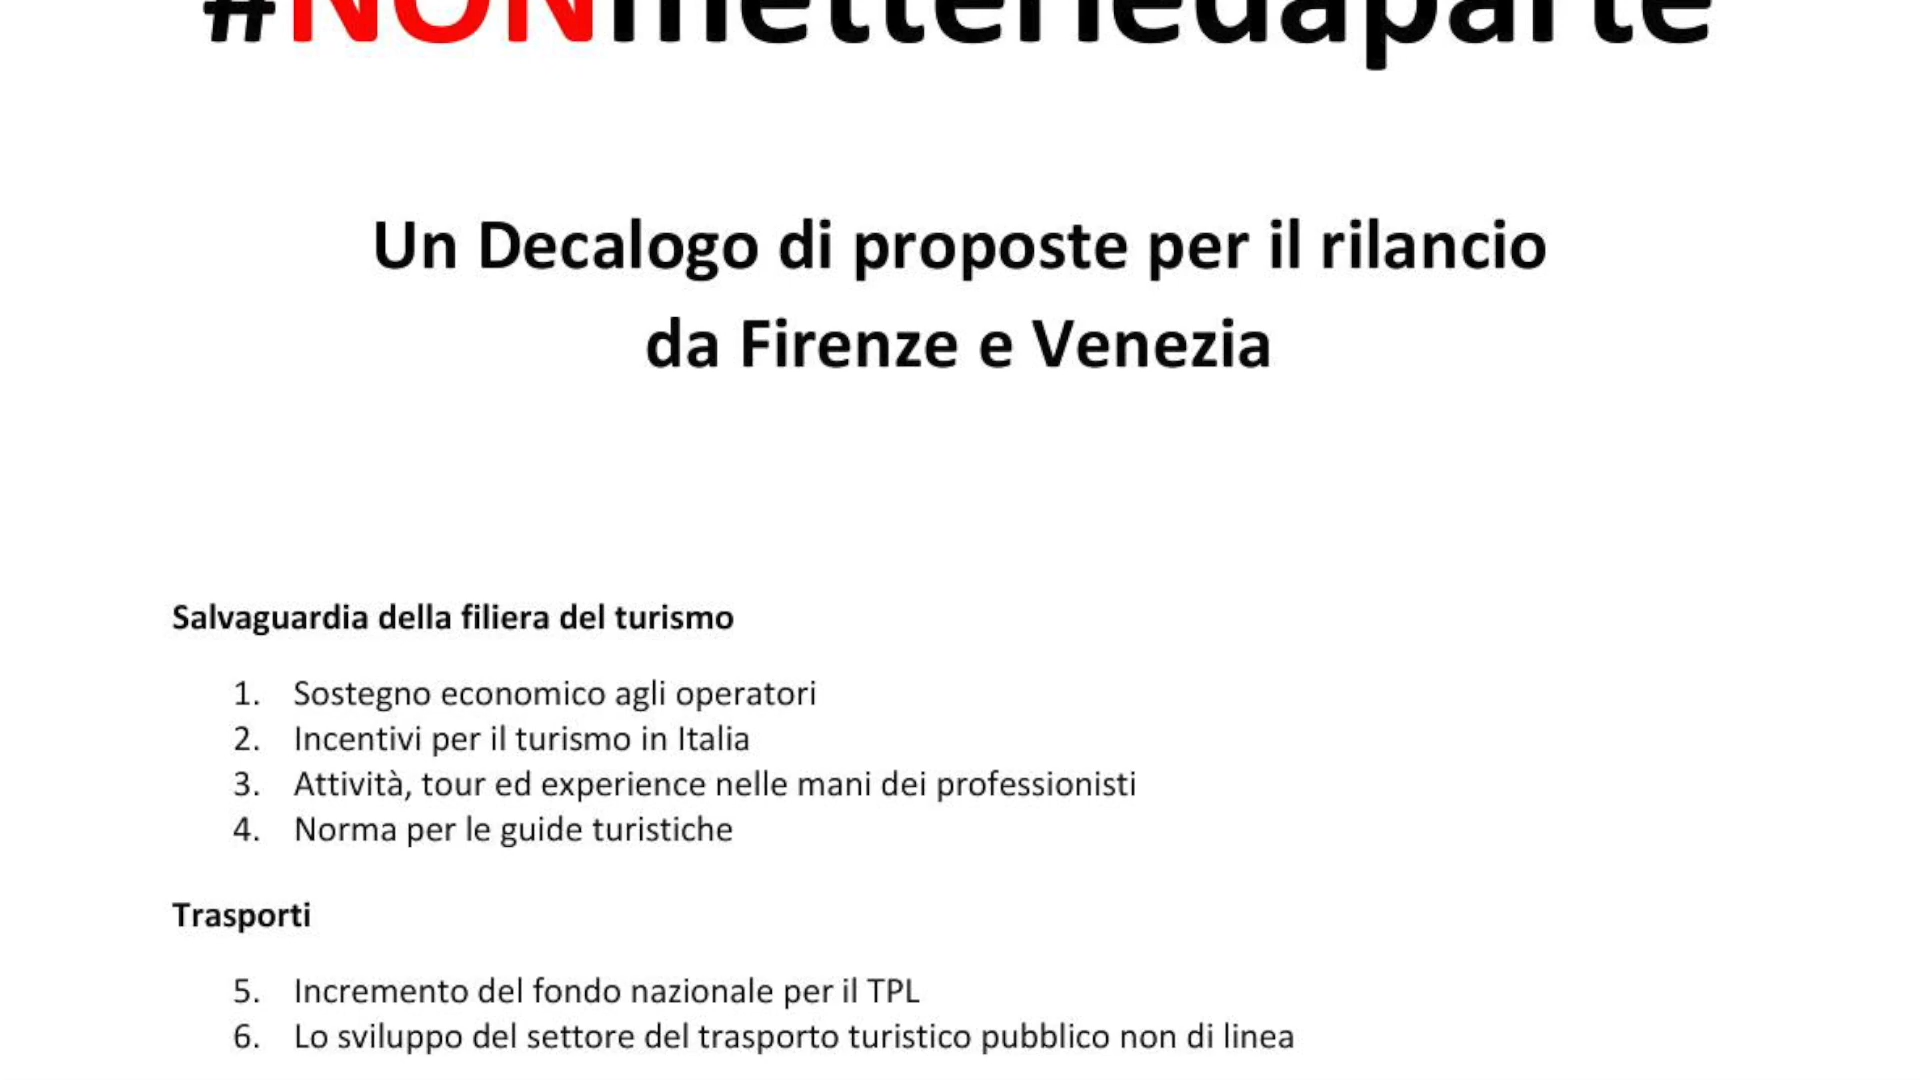 #NONmetteriedaparte
Un Decalogo di proposte per il rilancio
da Firenze e Venezia
Salvaguardia della filiera del turismo
1. Sostegno economico agli operatori
2. Incentivi per il turismo in Italia
3. Attività, tour ed experience nelle mani dei professionisti
4. Norma per le guide turistiche
Trasporti
5. Incremento del fondo nazionale per il TPL
6. Lo sviluppo del settore del trasporto turistico pubblico non di linea